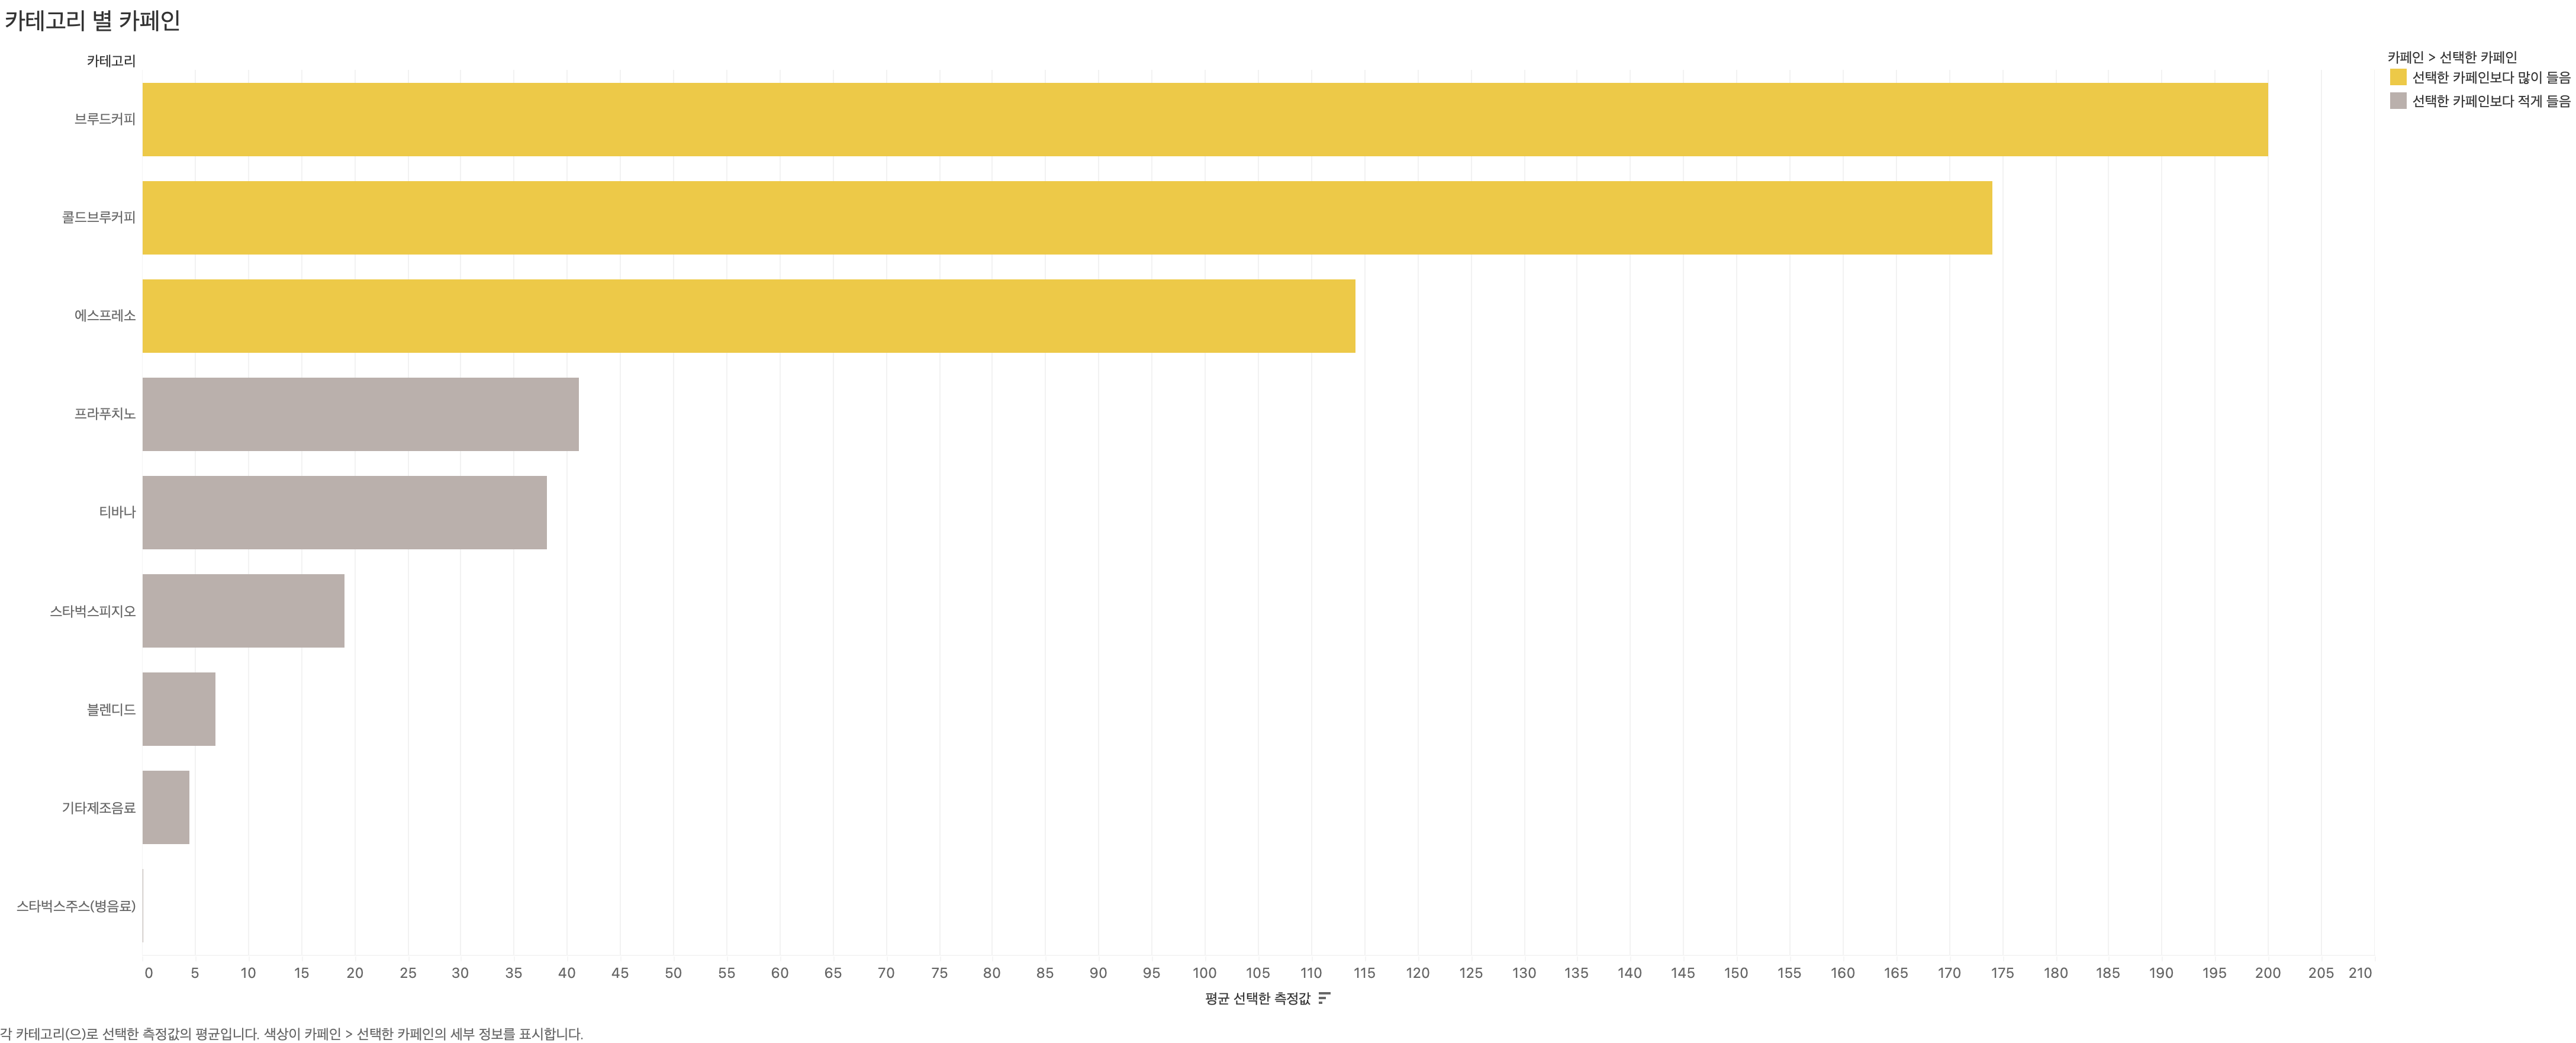 카테고리 별 카페인
카테고리
카페인 > 선택한 카페인
선택한 카페인보다 많이 들음
선택한 카페인보다 적게 들음
브루드커피
콜드브루커피
에스프레소
프라푸치노
티바나
스타벅스피지오
블렌디드
기타제조음료
스타벅스주스(병음료)
0 5 10 15 20 25 30 35 40 45 50 55 60 65 70 75 80 85 90 95 100 105 110 115 120 125 130 135 140 145 150 155 160 165 170 175 180 185 190 195 200 205 210
평균 선택한 측정값
각 카테고리(으)로 선택한 측정값의 평균입니다. 색상이 카페인 > 선택한 카페인의 세부 정보를 표시합니다.